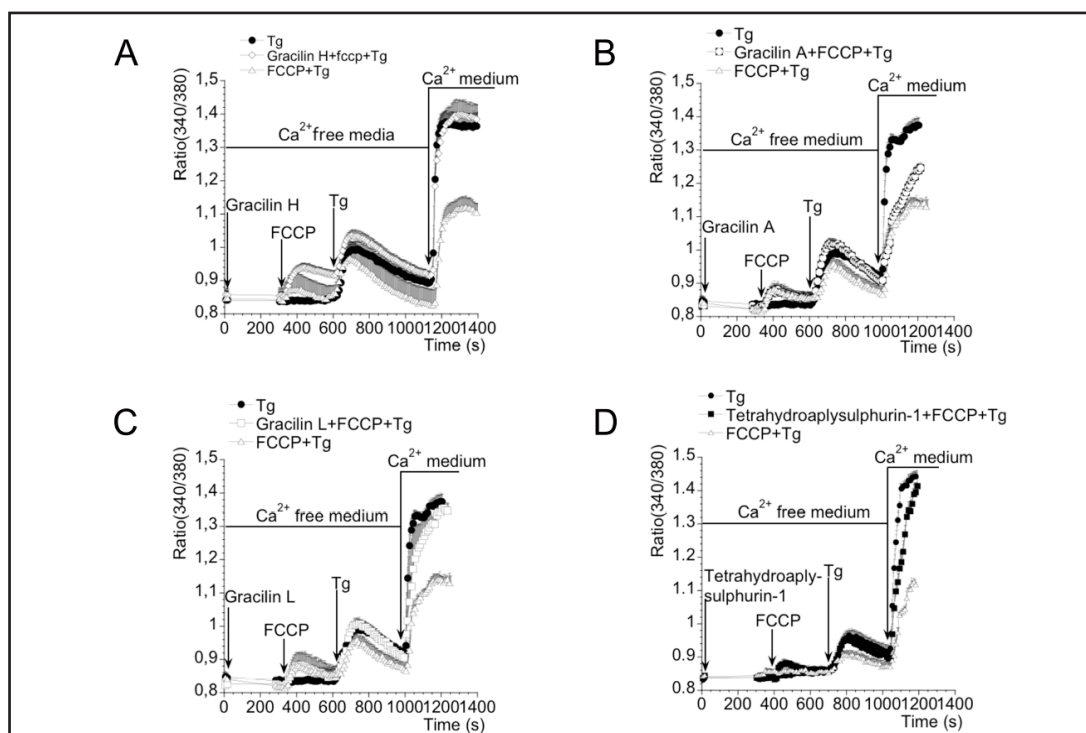 A
Tg
Gracilin H+fccp+Tg
FCCP+Tg
Ca2+ medium
Ca2+ free media
Gracilin H
FCCP
Tg
Ratio(340/380)
1,5
1,4
1,3
1,2
1,1
1
0,9
0,8
0 200 400 600 800 1000 1200 1400
Time (s)
B
Tg
Gracilin A+FCCP+Tg
FCCP+Tg
Ca2+ medium
Ca2+ free medium
Gracilin A
FCCP
Tg
Ratio(340/380)
1,5
1,4
1,3
1,2
1,1
1
0,9
0,8
0 200 400 600 800 1000 1200 1400
Time (s)
C
Tg
Gracilin L+FCCP+Tg
FCCP+Tg
Ca2+ medium
Ca2+ free medium
Gracilin L
FCCP
Tg
Ratio(340/380)
1,5
1,4
1,3
1,2
1,1
1
0,9
0,8
0 200 400 600 800 1000 1200 1400
Time (s)
D
Tg
Tetrahydroaplysulphurin-1+FCCP+Tg
FCCP+Tg
Ca2+ medium
Ca2+ free medium
Tetrahydroaply-
sulphurin-1
FCCP
Tg
Ratio(340/380)
1,5
1,4
1,3
1,2
1,1
1
0,9
0,8
0 200 400 600 800 1000 1200 1400
Time (s)